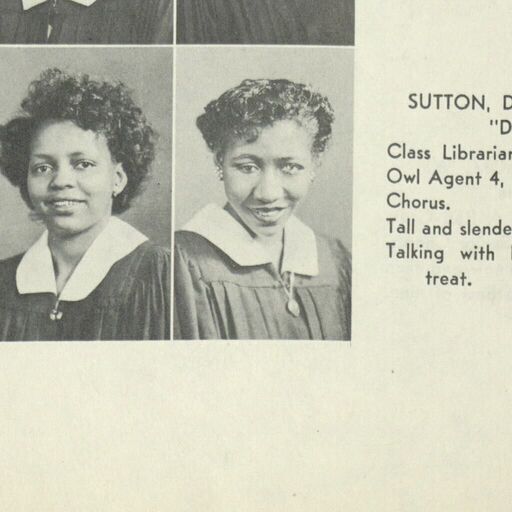 SUTTON, D
"D
Class Librarian
Owl Agent 4,
Chorus.
Tall and slende
Talking with
treat.